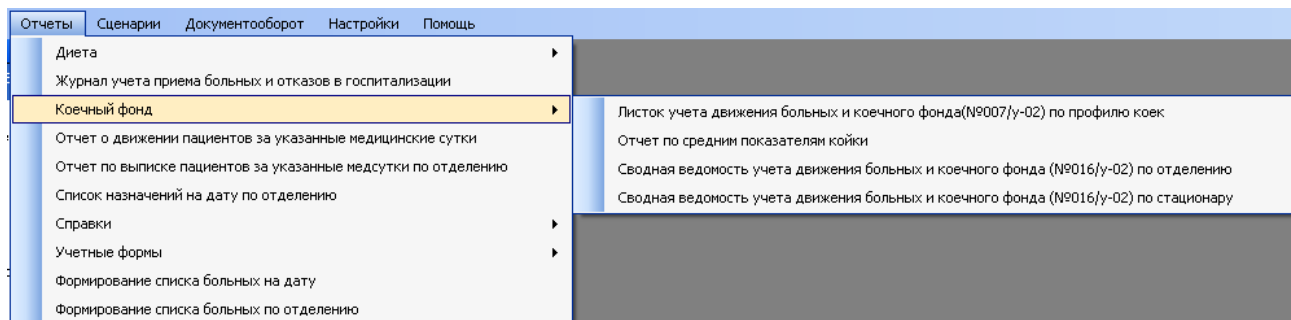 Отчеты Сценарии Документооборот Настройки Помощь
Диета
Журнал учета приема больных и отказов в госпитализации
Коечный фонд
Листок учета движения больных и коечного фонда(№007/у-02) по профилю коек
Отчет о движении пациентов за указанные медицинские сутки
Отчет по средним показателям койки
Отчет по выписке пациентов за указанные медсутки по отделению
Сводная ведомость учета движения больных и коечного фонда (№016/у-02) по отделению
Список назначений на дату по отделению
Сводная ведомость учета движения больных и коечного фонда (№016/у-02) по стационару
Справки
Учетные формы
Формирование списка больных на дату
Формирование списка больных по отделению